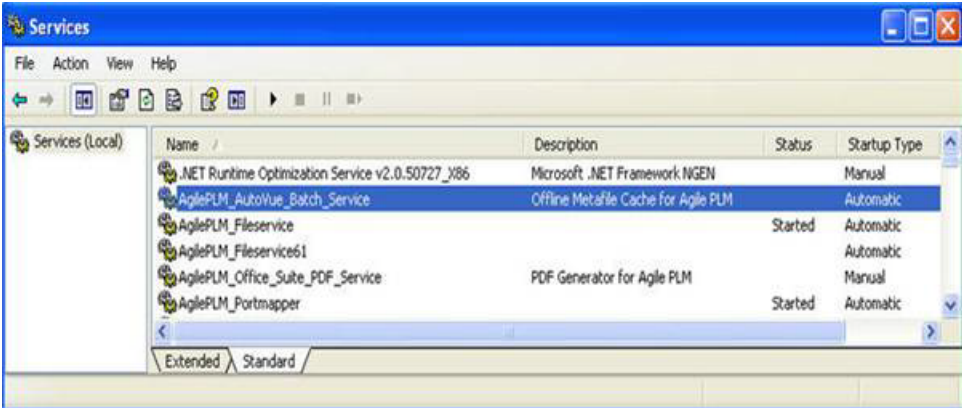 Services
File Action View Help
Services (Local)
Name Description Status Startup Type
.NET Runtime Optimization Service v2.0.50727_X86 Microsoft .NET Framework NGEN Manual
AgilePLM_AutoVue_Batch_Service Offline Metafile Cache for Agile PLM Automatic
AgilePLM_Fileservice Started Automatic
AgilePLM_Fileservice61 Automatic
AgilePLM_Office_Suite_PDF_Service PDF Generator for Agile PLM Manual
AgilePLM_Portmapper Started Automatic
Extended Standard